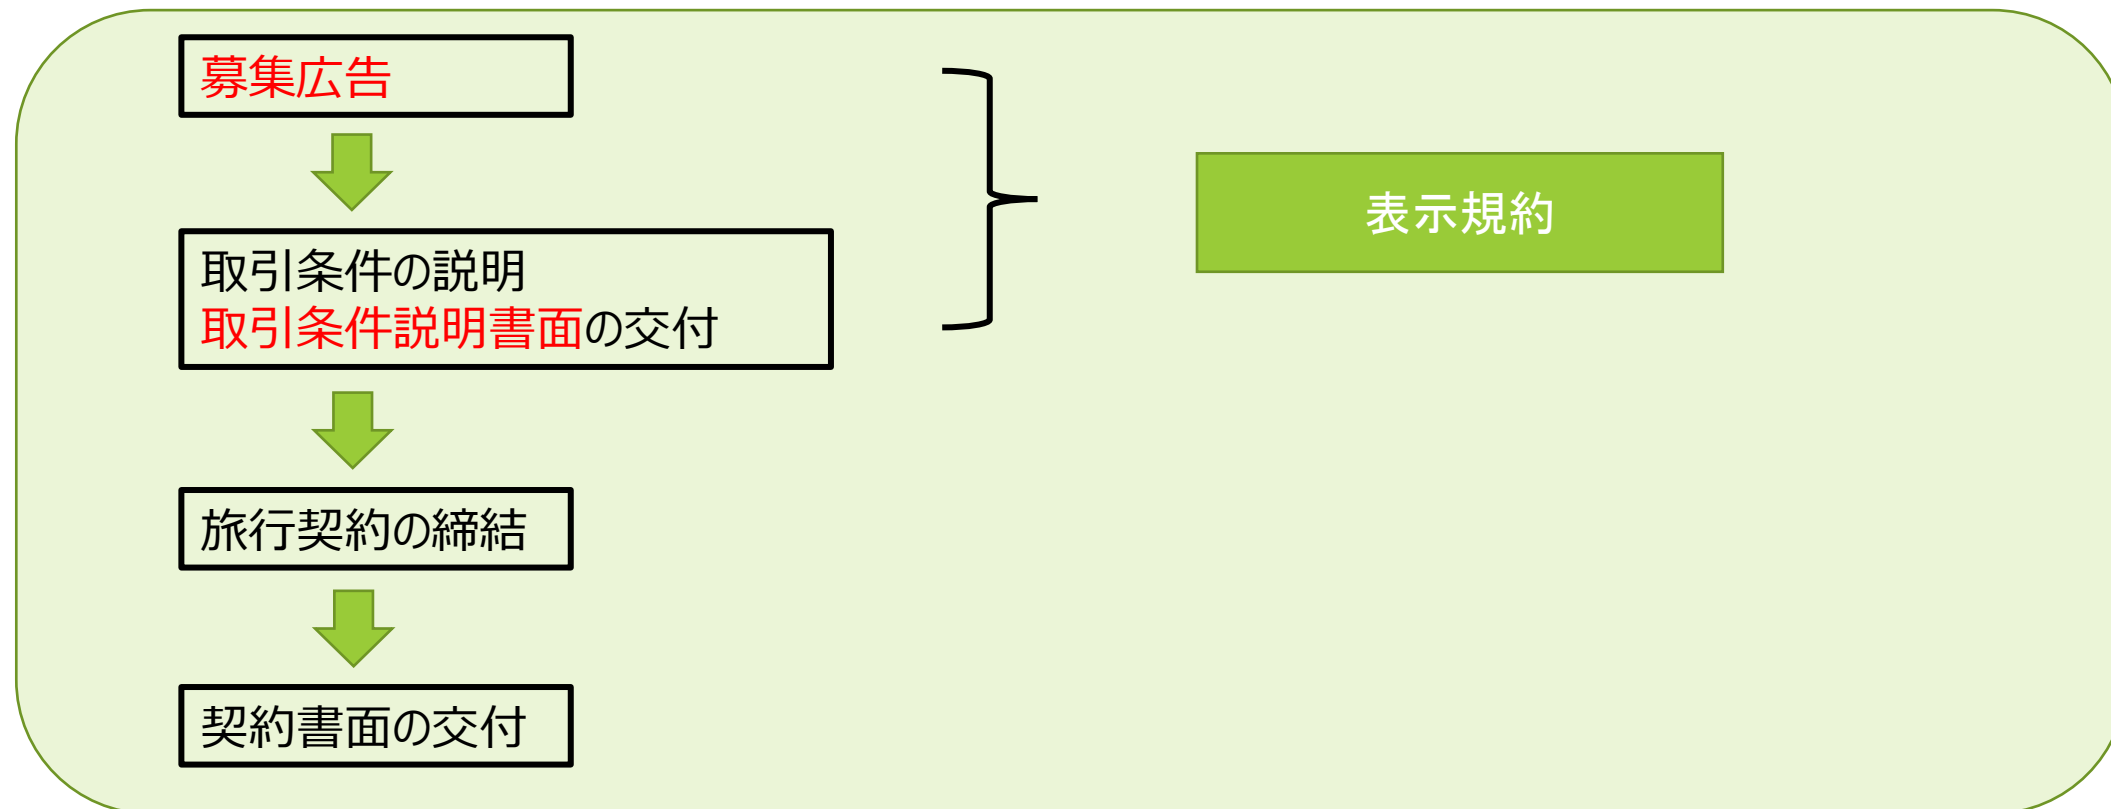 募集広告
取引条件の説明
取引条件説明書面の交付
旅行契約の締結
契約書面の交付
表示規約